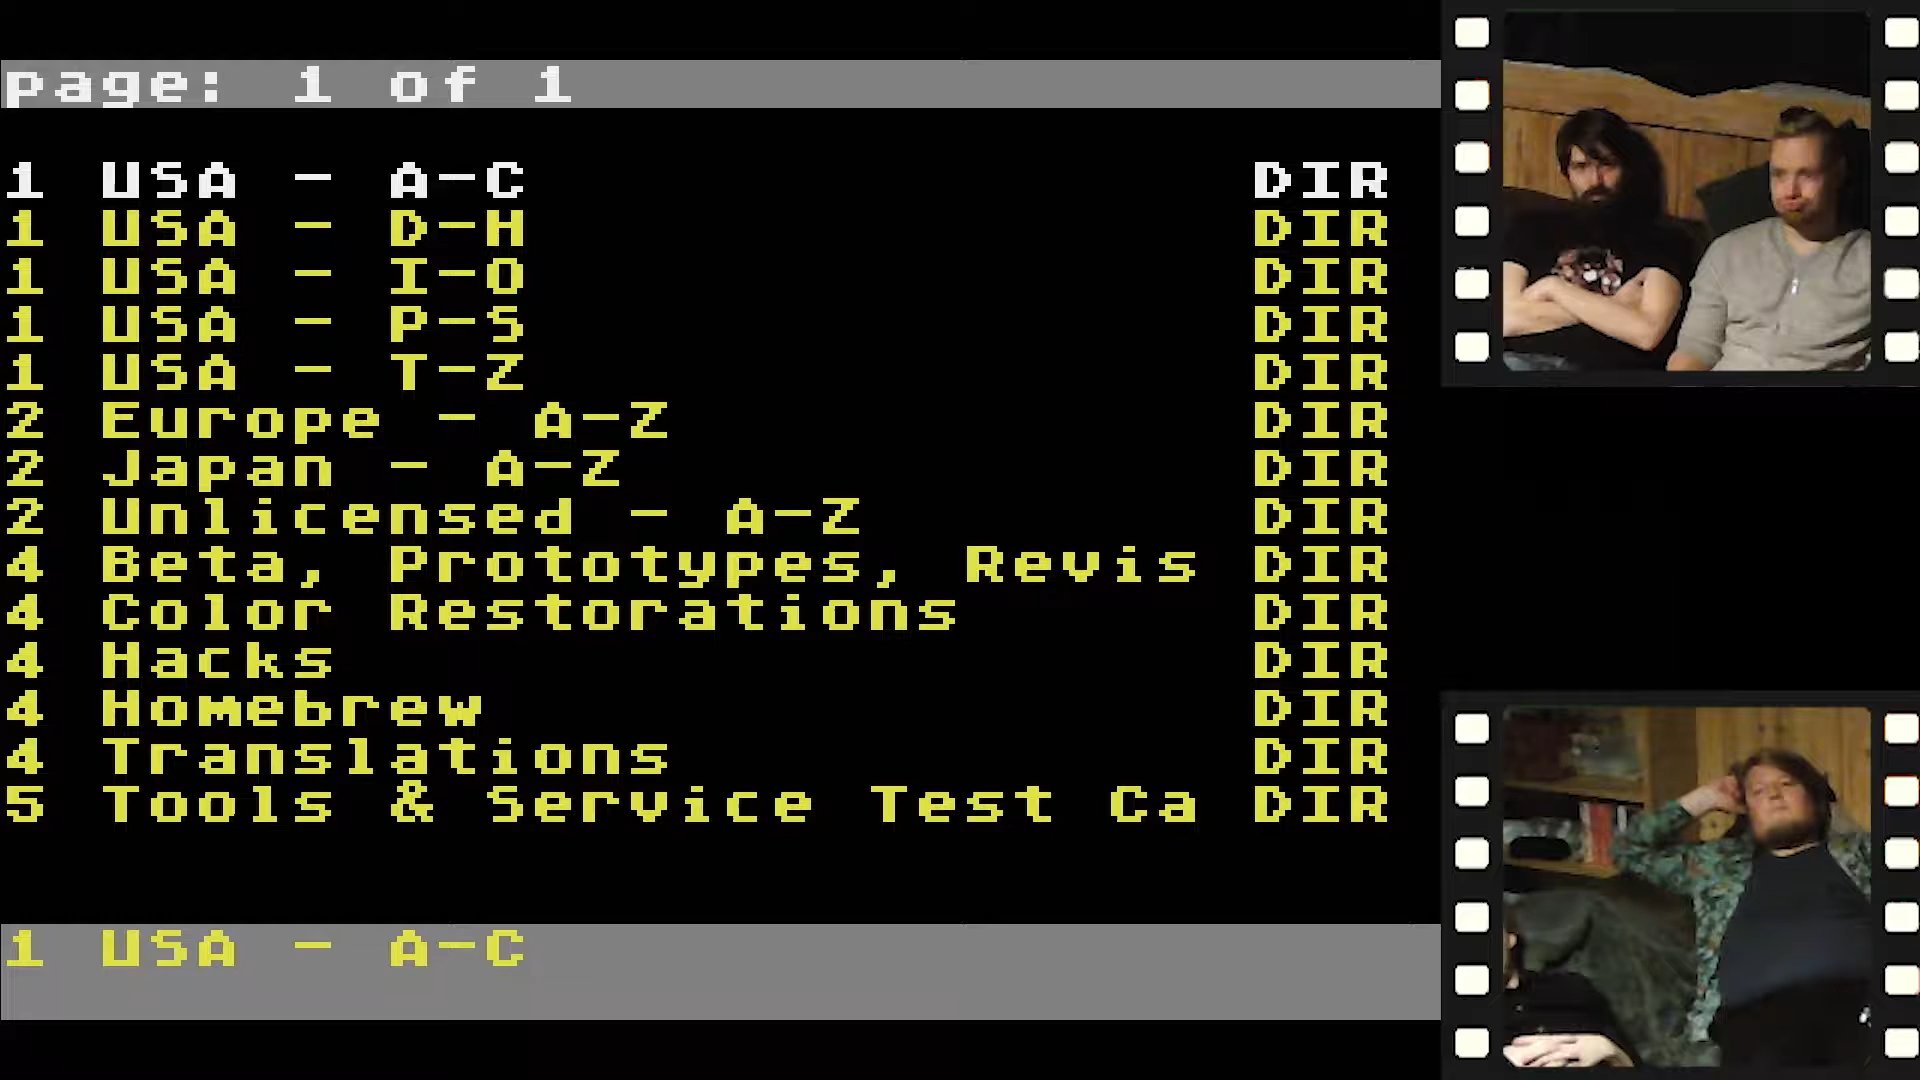 page: 1 of 1
1 USA - A-C DIR
1 USA - D-H DIR
1 USA - I-O DIR
1 USA - P-S DIR
1 USA - T-Z DIR
2 Europe - A-Z DIR
2 Japan - A-Z DIR
2 Unlicensed - A-Z DIR
4 Beta, Prototypes, Revis DIR
4 Color Restorations DIR
4 Hacks DIR
4 Homebrew DIR
4 Translations DIR
5 Tools & Service Test Ca DIR
1 USA - A-C